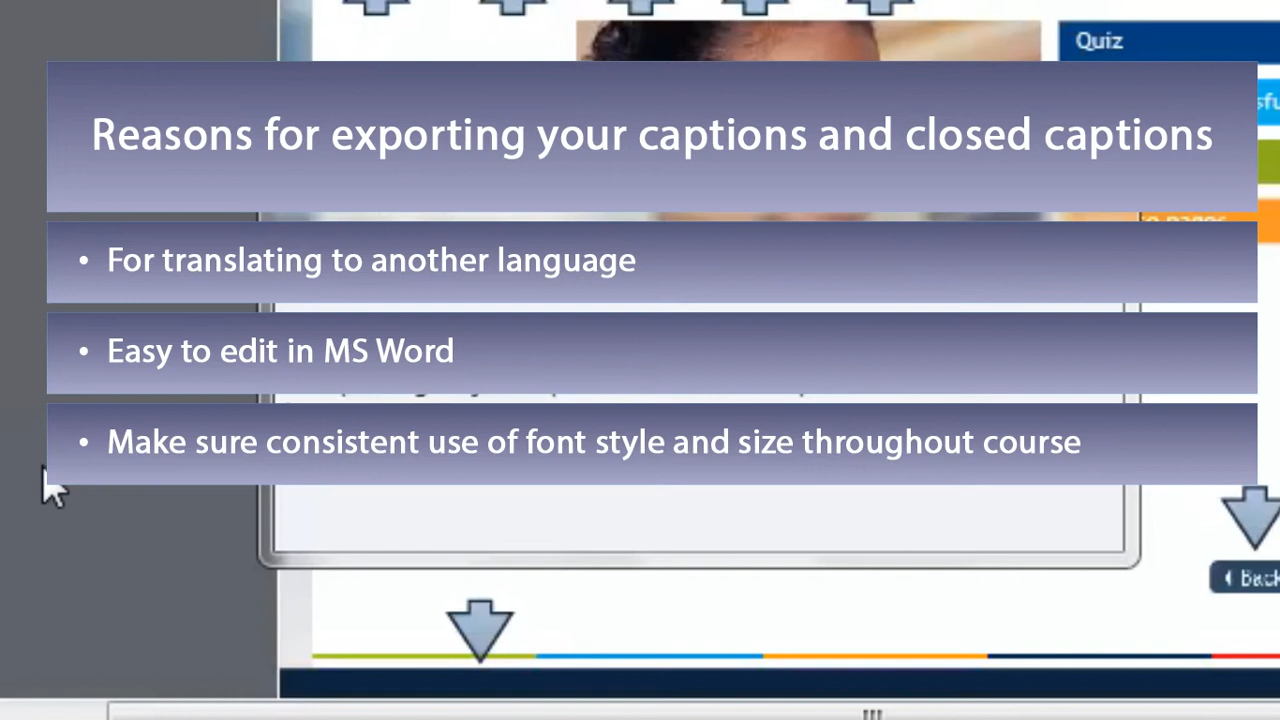 Quiz
Reasons for exporting your captions and closed captions
• For translating to another language
• Easy to edit in MS Word
• Make sure consistent use of font style and size throughout course
Back